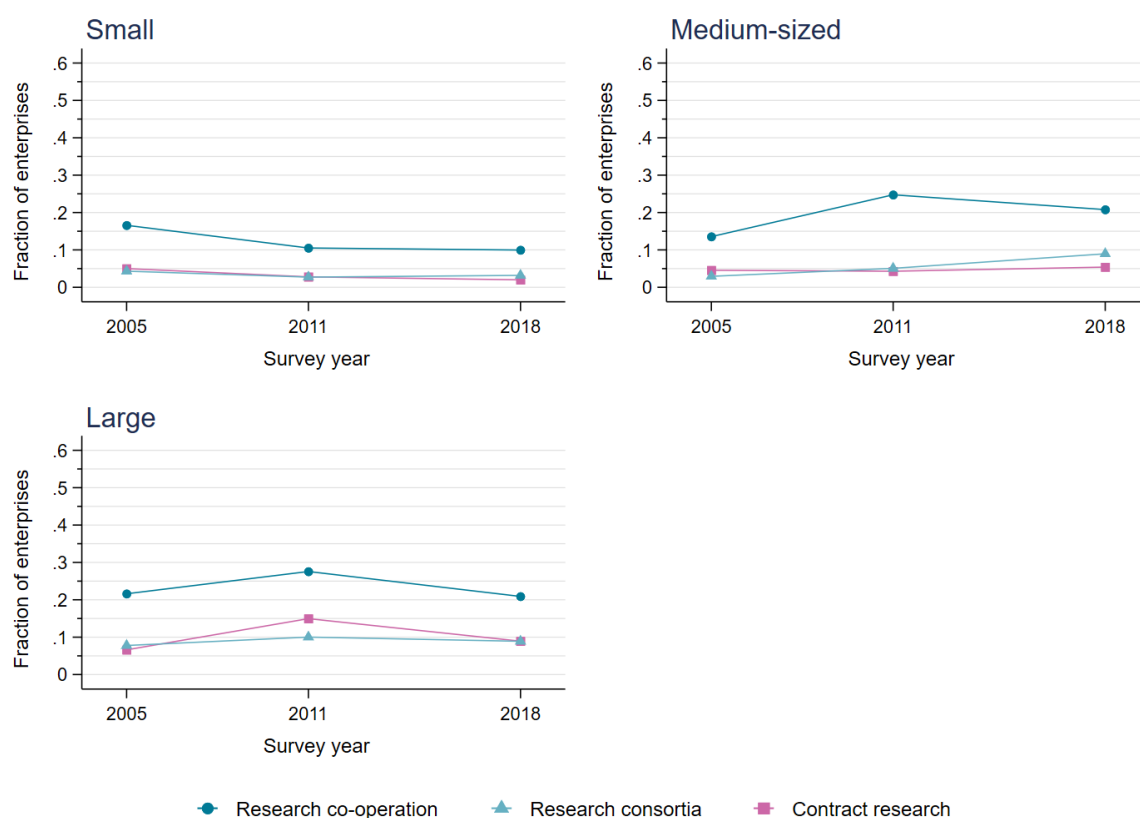 Small
Fraction of enterprises
.6
.5
.4
.3
.2
.1
0
2005 2011 2018
Survey year
Medium-sized
Fraction of enterprises
.6
.5
.4
.3
.2
.1
0
2005 2011 2018
Survey year
Large
Fraction of enterprises
.6
.5
.4
.3
.2
.1
0
2005 2011 2018
Survey year
Research co-operation Research consortia Contract research